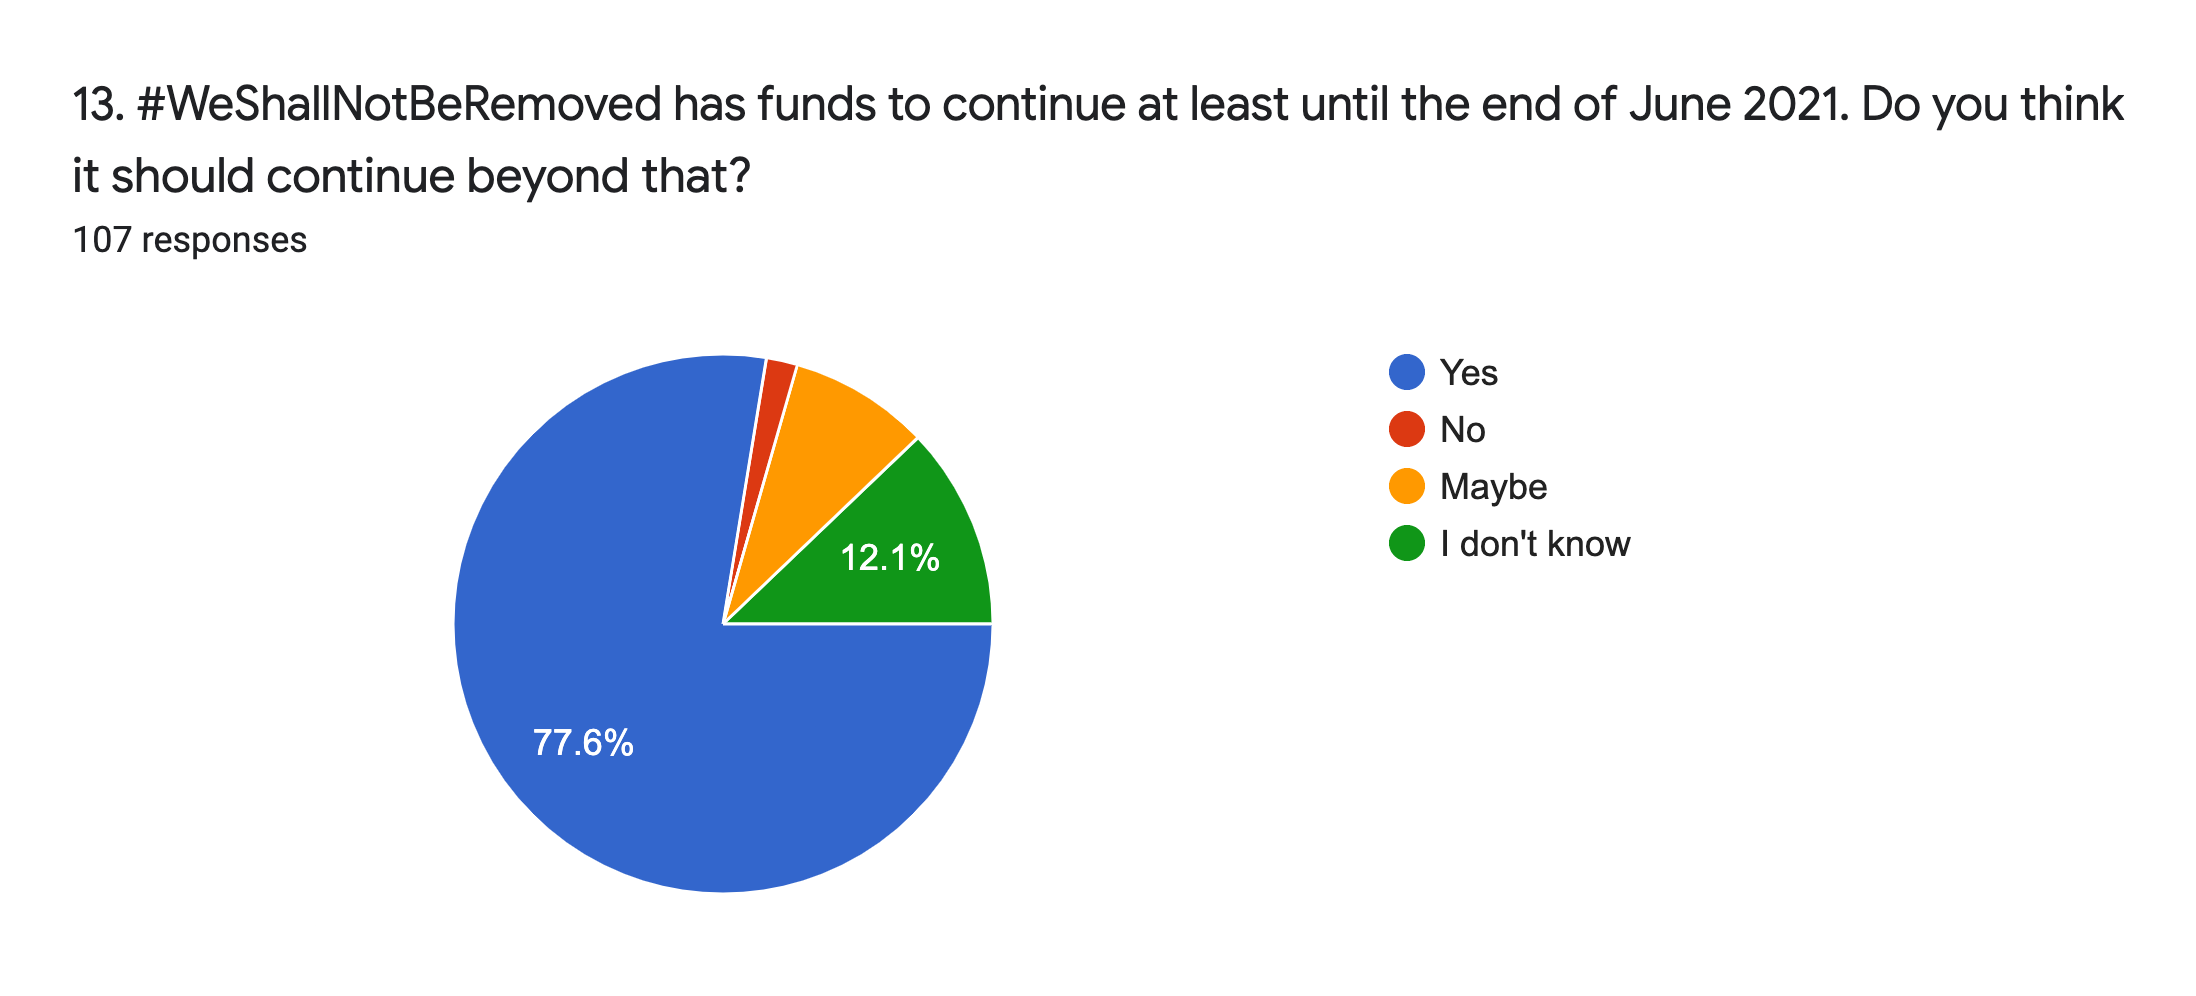 13. #WeShallNotBeRemoved has funds to continue at least until the end of June 2021. Do you think
it should continue beyond that?
107 responses
Yes
No
Maybe
I don't know
12.1%
77.6%